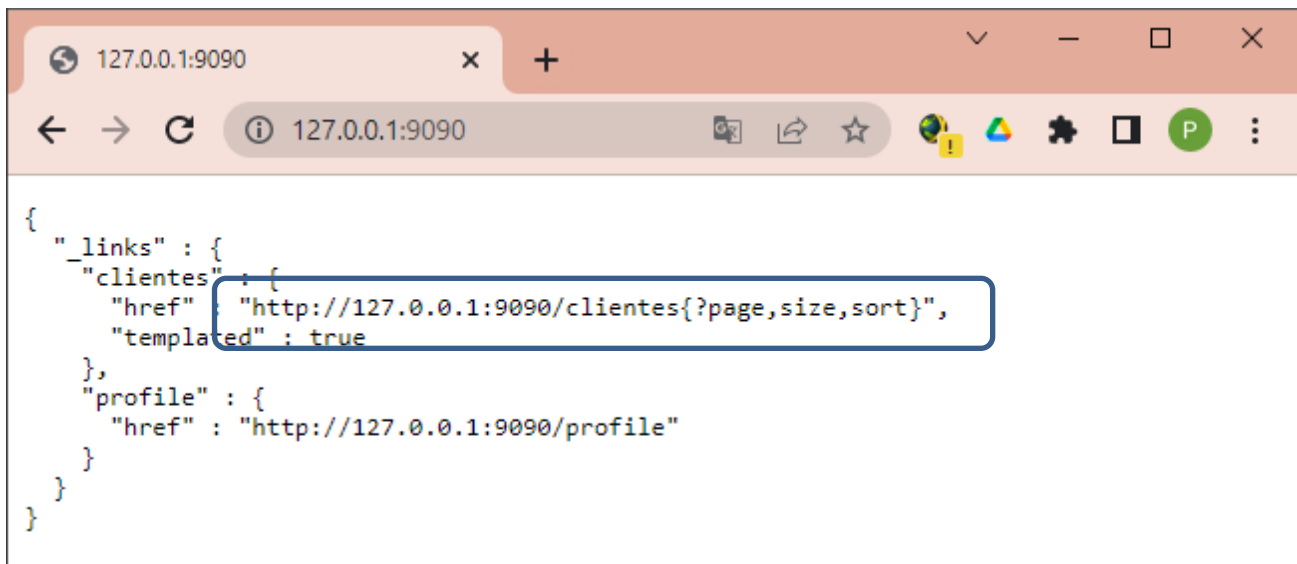 127.0.0.1:9090
127.0.0.1:9090
P
{
  "_links" : {
    "clientes" : {
      "href" : "http://127.0.0.1:9090/clientes{?page,size,sort}",
      "templated" : true
    },
    "profile" : {
      "href" : "http://127.0.0.1:9090/profile"
    }
  }
}